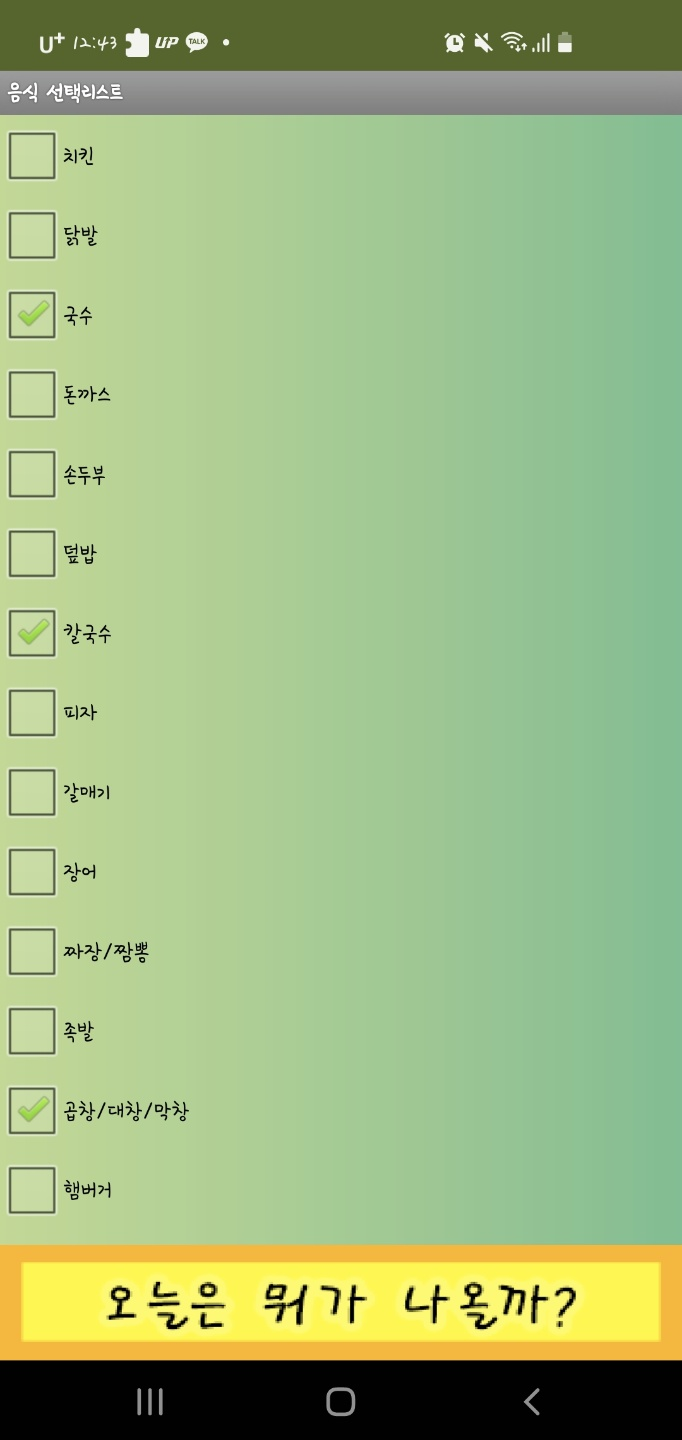 U+ 12:43 UP TALK
음식 선택리스트
치킨
닭발
국수
돈까스
손두부
덮밥
칼국수
피자
갈매기
장어
짜장/짬뽕
족발
곱창/대창/막창
햄버거
오늘은 뭐가 나올까?